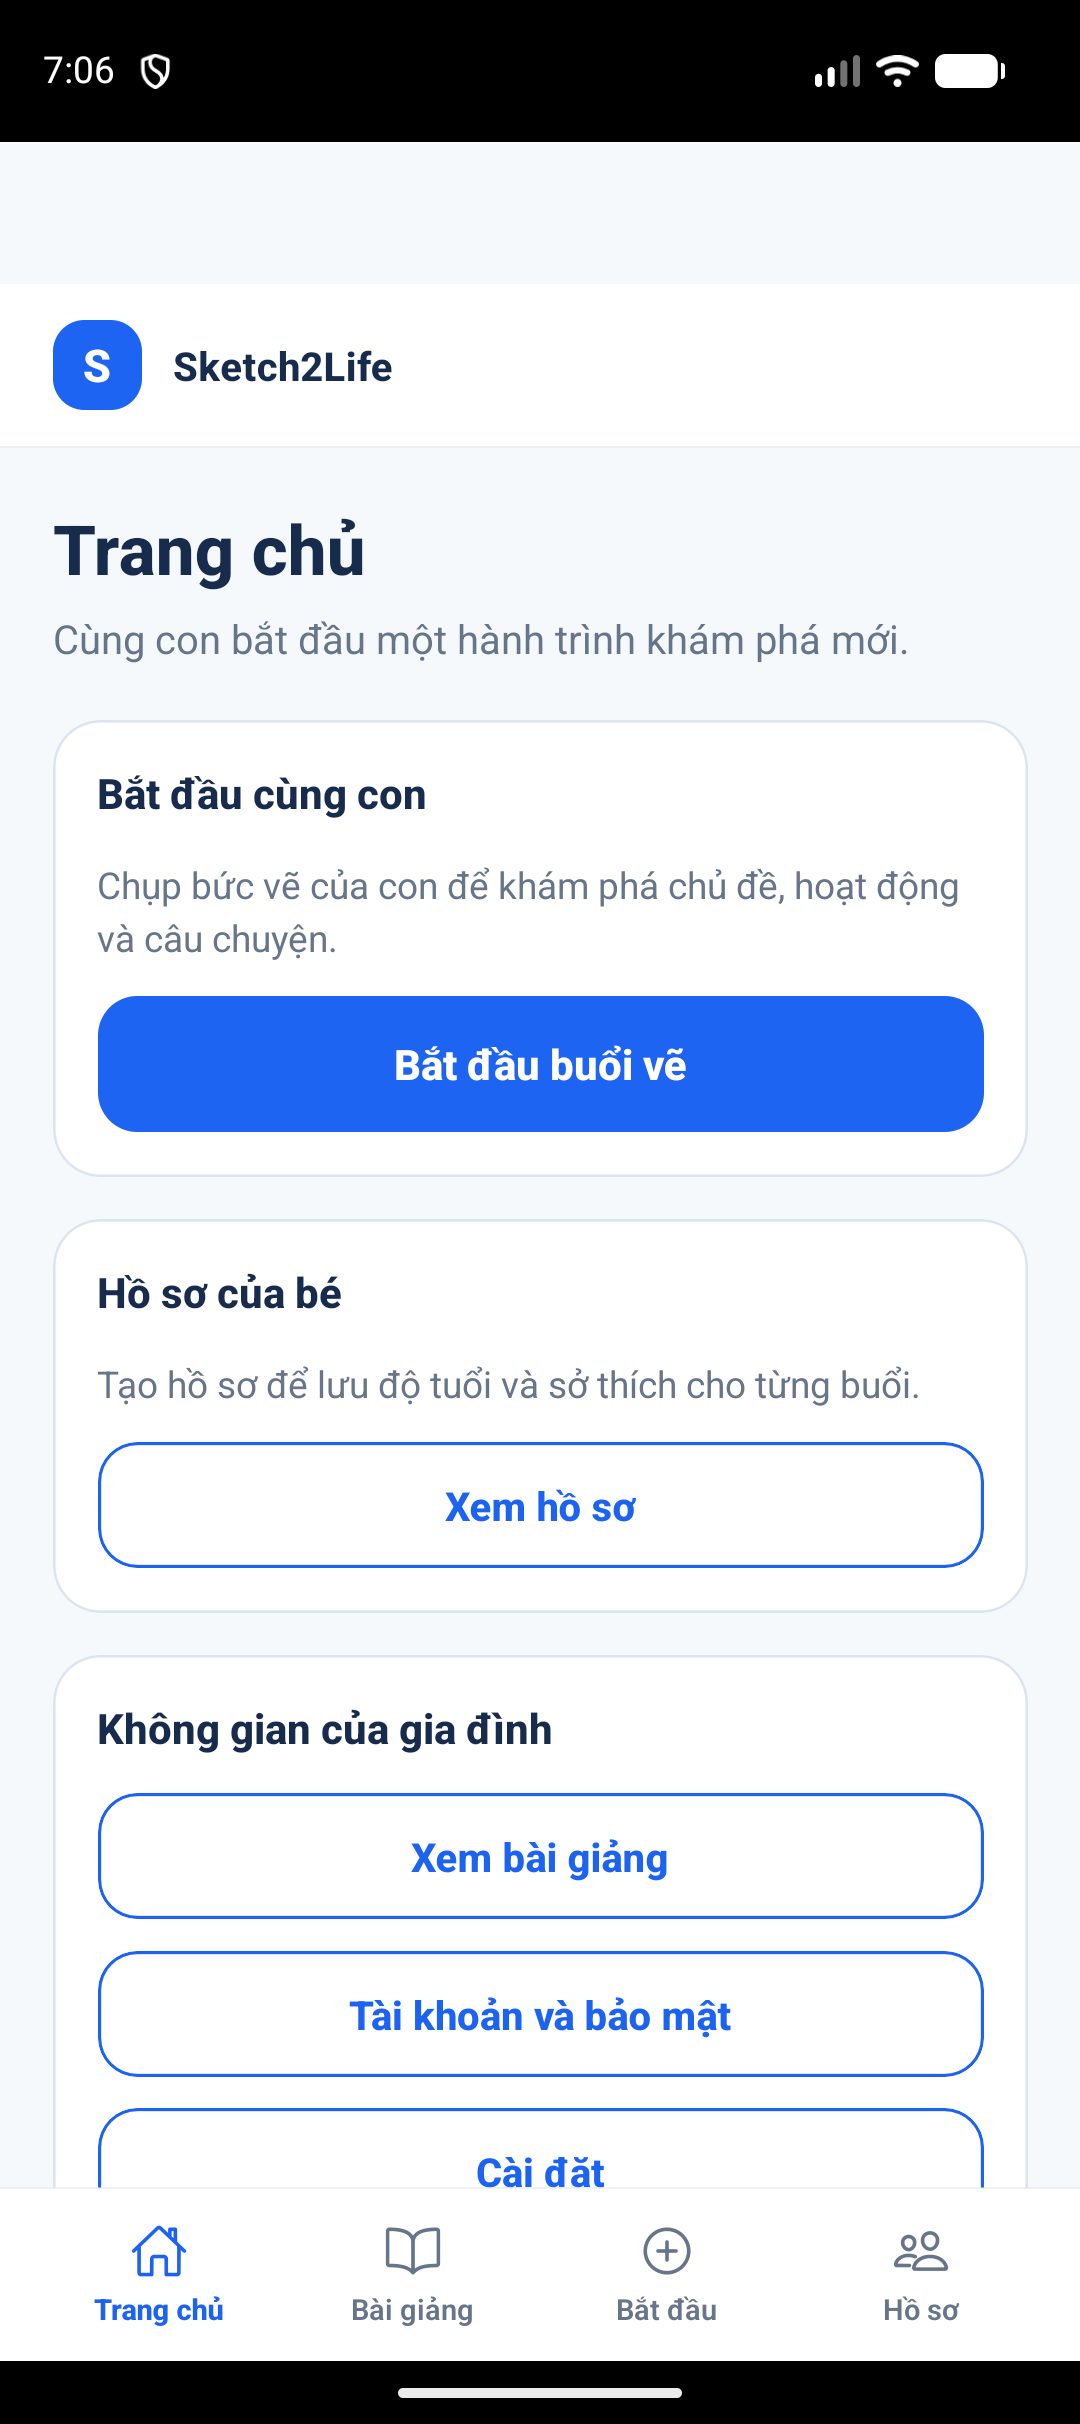 7:06
S
Sketch2Life
Trang chủ
Cùng con bắt đầu một hành trình khám phá mới.
Bắt đầu cùng con
Chụp bức vẽ của con để khám phá chủ đề, hoạt động
và câu chuyện.
Bắt đầu buổi vẽ
Hồ sơ của bé
Tạo hồ sơ để lưu độ tuổi và sở thích cho từng buổi.
Xem hồ sơ
Không gian của gia đình
Xem bài giảng
Tài khoản và bảo mật
Cài đặt
Trang chủ
Bài giảng
Bắt đầu
Hồ sơ